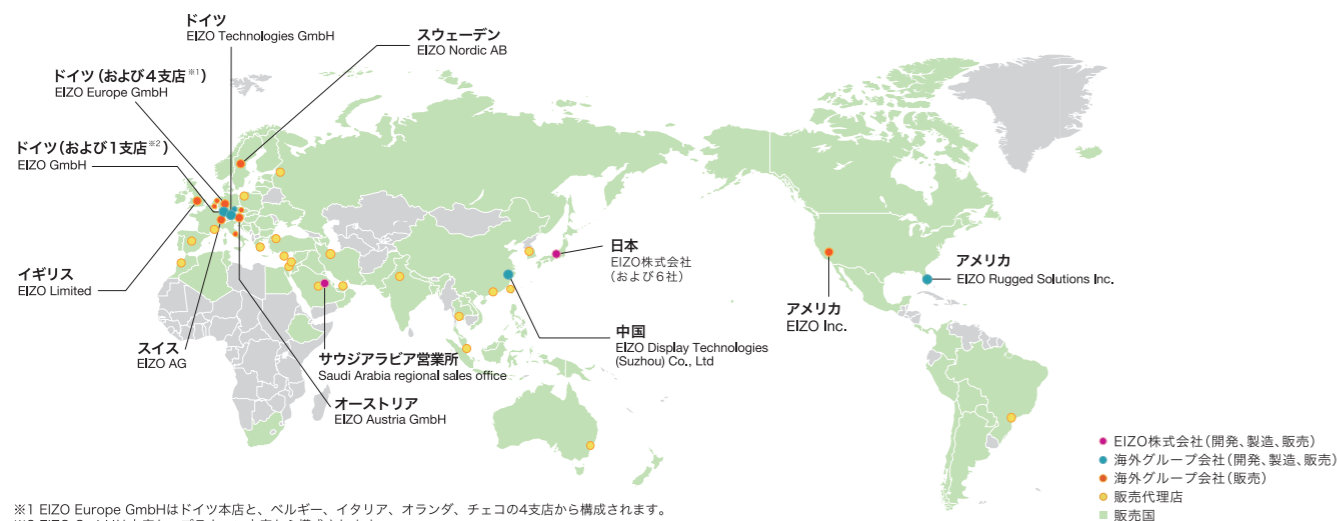 ドイツ
EIZO Technologies GmbH
スウェーデン
EIZO Nordic AB
ドイツ（および4支店※1）
EIZO Europe GmbH
ドイツ（および1支店※2）
EIZO GmbH
イギリス
EIZO Limited
スイス
EIZO AG
サウジアラビア営業所
Saudi Arabia regional sales office
オーストリア
EIZO Austria GmbH
日本
EIZO株式会社
（および6社）
中国
EIZO Display Technologies
(Suzhou) Co., Ltd
アメリカ
EIZO Inc.
アメリカ
EIZO Rugged Solutions Inc.
EIZO株式会社（開発、製造、販売）
海外グループ会社（開発、製造、販売）
海外グループ会社（販売）
販売代理店
販売国
※1 EIZO Europe GmbHはドイツ本店と、ベルギー、イタリア、オランダ、チェコの4支店から構成されます。